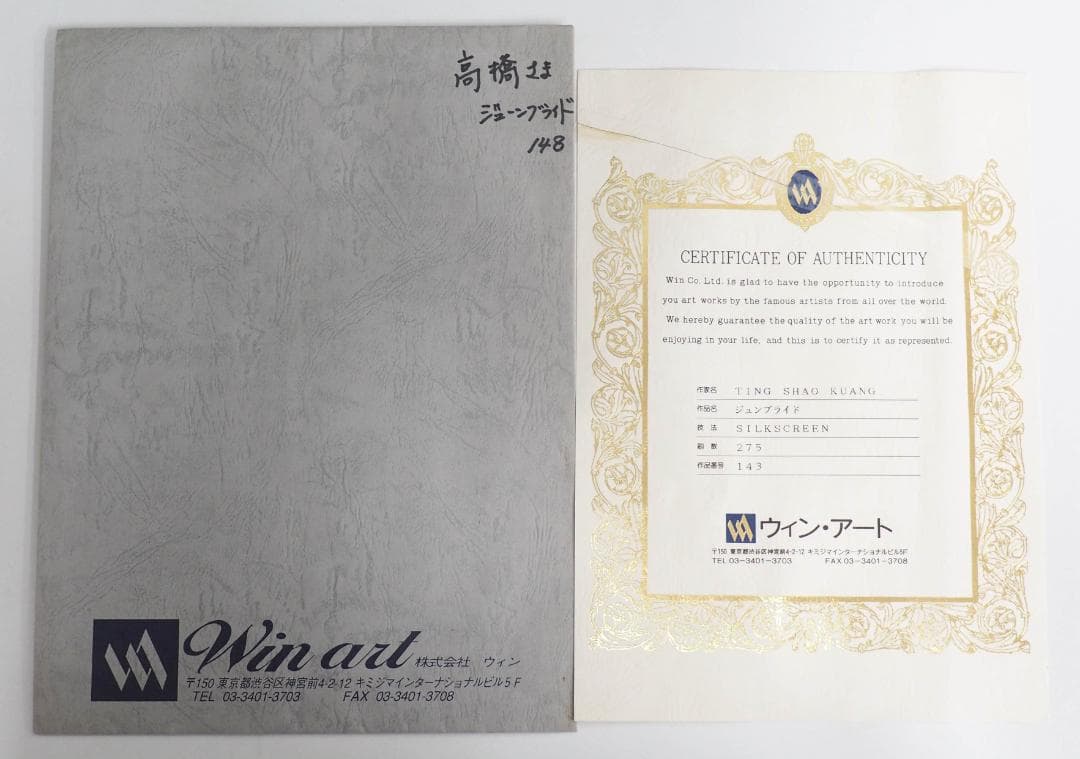 高橋さま
ジューンブライド
148
Win art 株式会社 ウィン
〒150 東京都渋谷区神宮前4-2-12 キミジマインターナショナルビル5F
TEL 03-3401-3703 FAX 03-3401-3708
CERTIFICATE OF AUTHENTICITY
Win Co. Ltd. is glad to have the opportunity to introduce
you art works by the famous artists from all over the world.
We hereby guarantee the quality of the art work you will be
enjoying in your life, and this is to certify it as represented.
作家名 TING SHAO KUANG
作品名 ジュンブライド
技法 SILKSCREEN
刷数 275
作品番号 143
ウィン・アート
〒150 東京都渋谷区神宮前4-2-12 キミジマインターナショナルビル5F
TEL 03-3401-3703 FAX 03-3401-3708